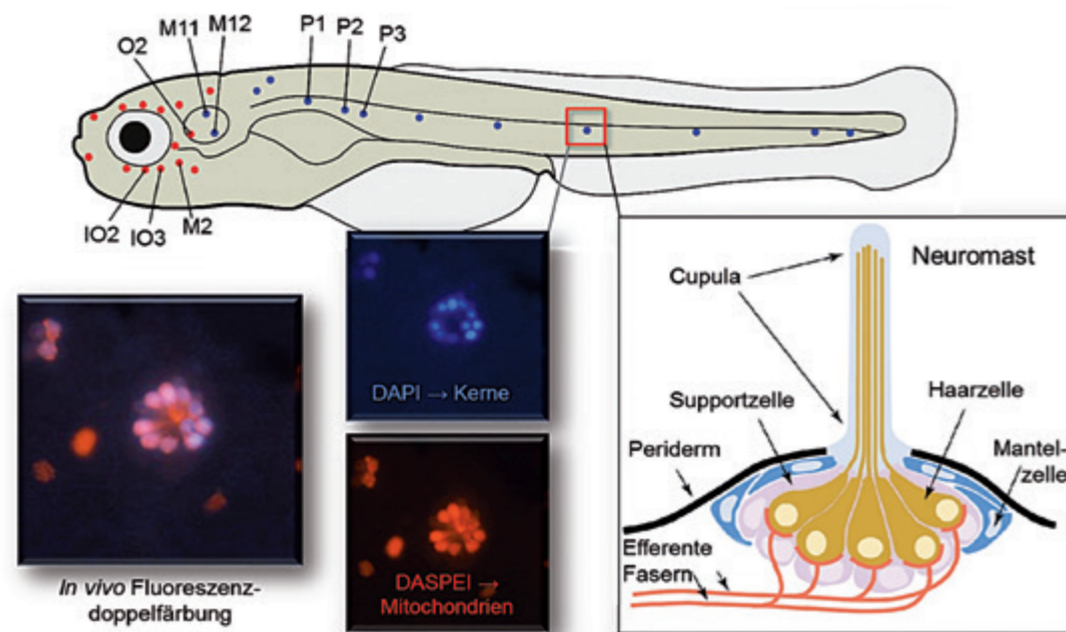 M11
M12
O2
P1
P2
P3
IO2
IO3
M2
Neuromast
Cupula
DAPI → Kerne
Supportzelle
Haarzelle
Periderm
Mantel-
zelle
Efferente
Fasern
DASPEI →
Mitochondrien
In vivo Fluoreszenz-
doppelfärbung